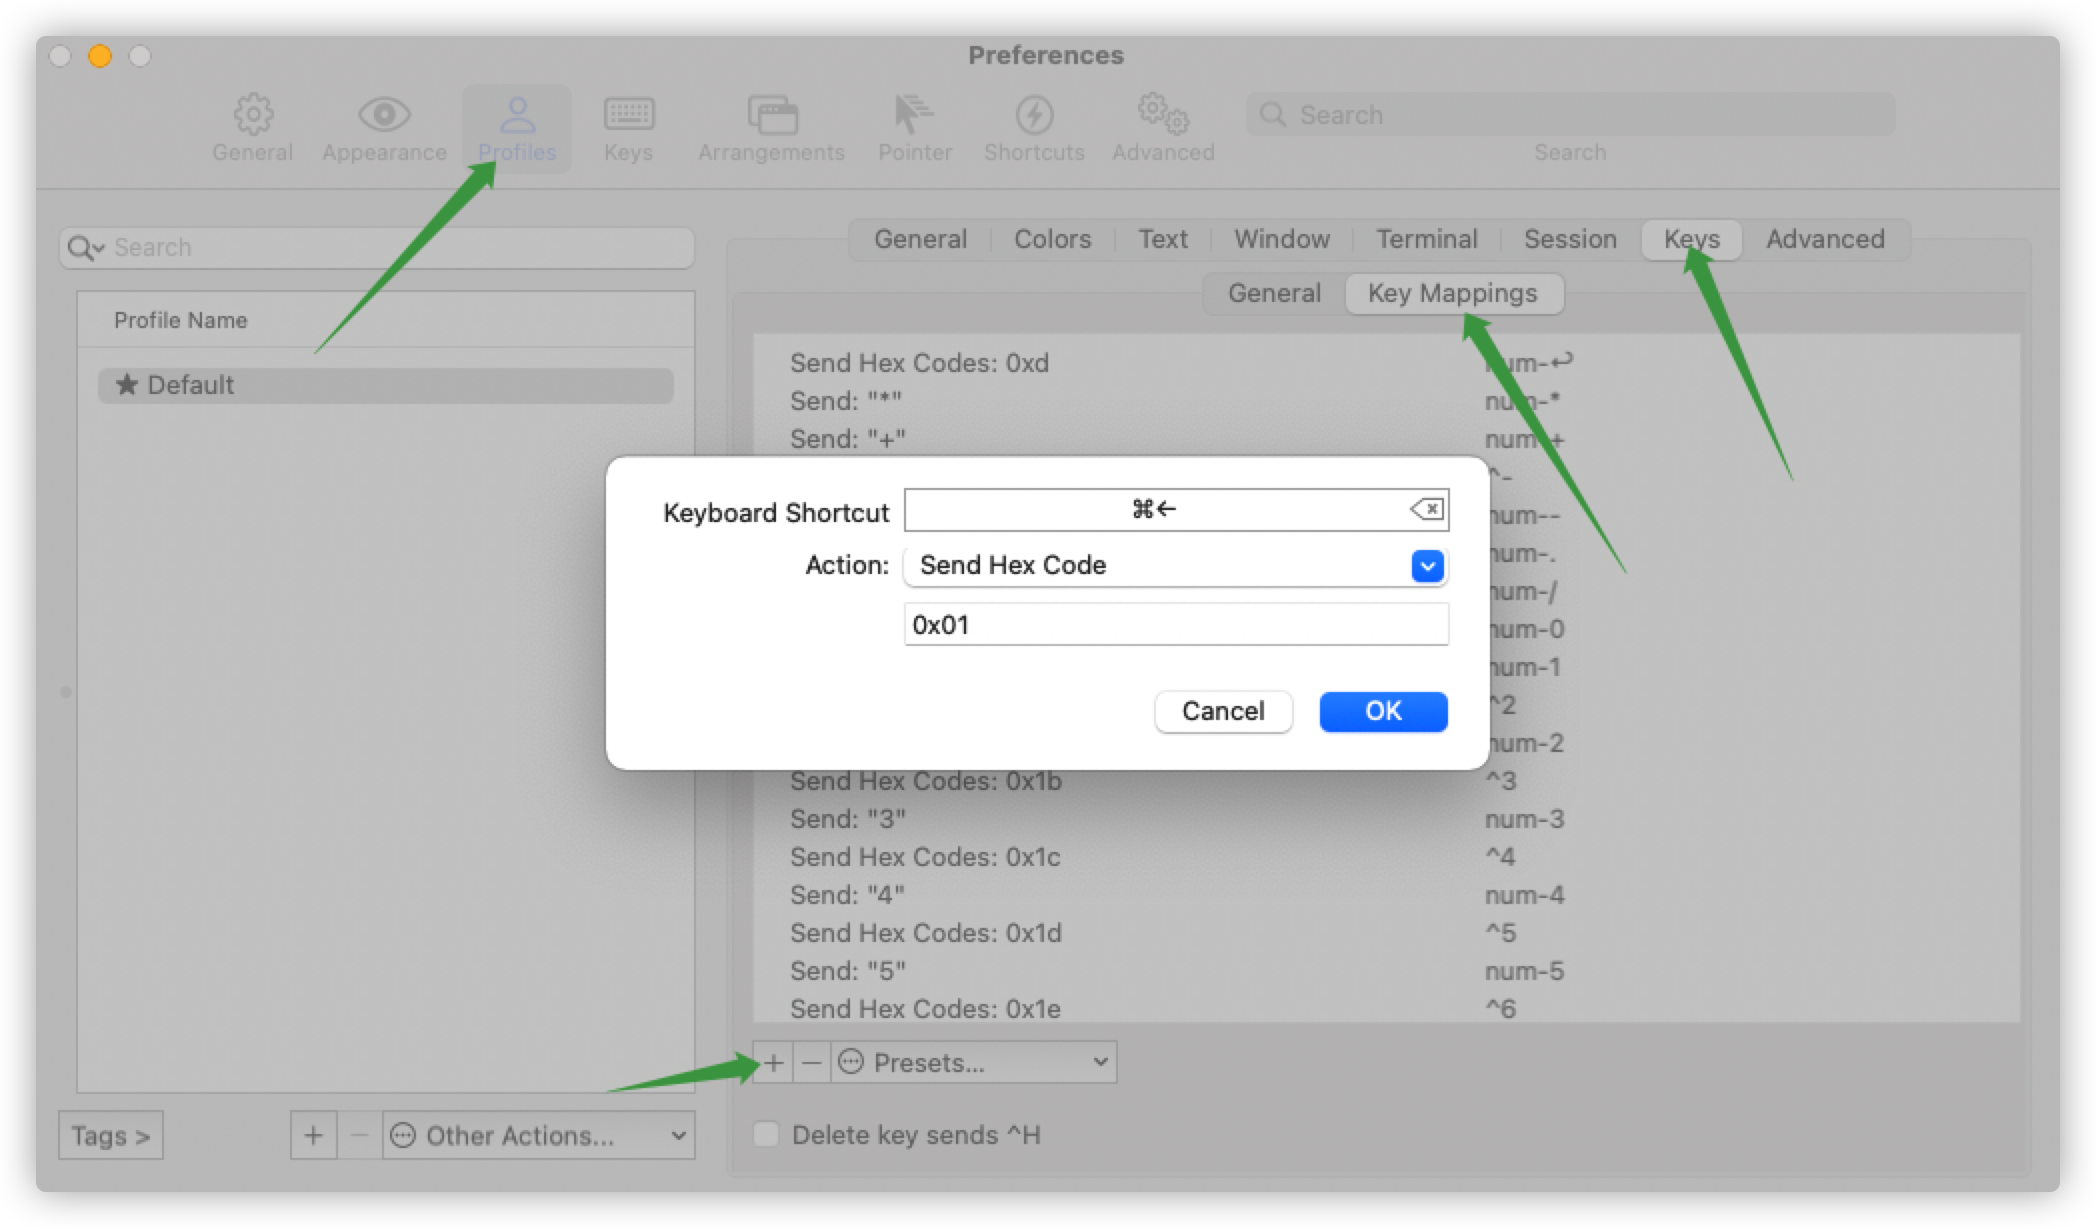 Preferences
General Appearance Profiles Keys Arrangements Pointer Shortcuts Advanced Search
Search
Search
General Colors Text Window Terminal Session Keys Advanced
General Key Mappings
Profile Name
★ Default
Send Hex Codes: 0xd num-↩
Send: "*" num-*
Send: "+" num-+
^-
num--
num-.
num-/
num-0
num-1
^2
num-2
Keyboard Shortcut ⌘←
Action: Send Hex Code
0x01
Cancel OK
Send Hex Codes: 0x1b ^3
Send: "3" num-3
Send Hex Codes: 0x1c ^4
Send: "4" num-4
Send Hex Codes: 0x1d ^5
Send: "5" num-5
Send Hex Codes: 0x1e ^6
+ − Presets...
Delete key sends ^H
Tags > + − Other Actions...